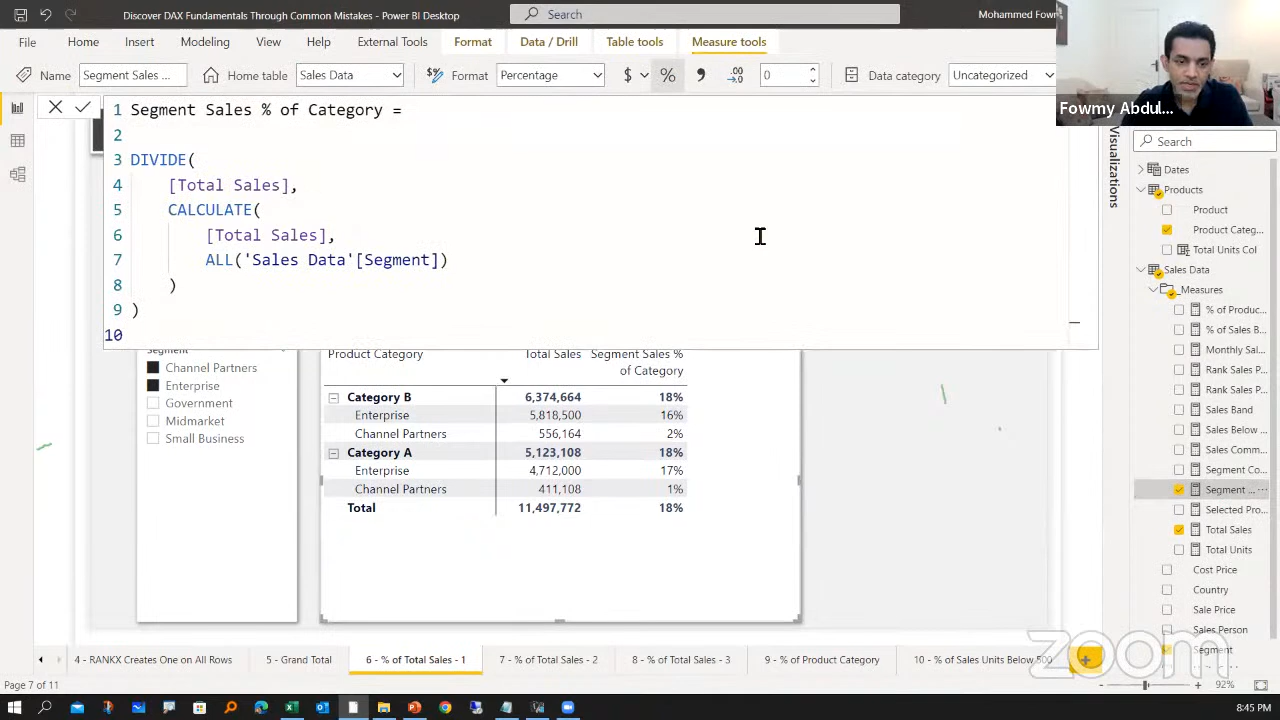 Discover DAX Fundamentals Through Common Mistakes - Power BI Desktop
Search
Mohammed Fown
File Home Insert Modeling View Help External Tools Format Data / Drill Table tools Measure tools
Name Segment Sales ... Home table Sales Data Format Percentage $ % , .00 0 Data category Uncategorized
Fowmy Abdul...
1 Segment Sales % of Category =
2
3 DIVIDE(
4 [Total Sales],
5 CALCULATE(
6 [Total Sales],
7 ALL('Sales Data'[Segment])
8 )
9 )
10
Segment
Channel Partners
Enterprise
Government
Midmarket
Small Business
Product Category Total Sales Segment Sales %
of Category
Category B 6,374,664 18%
Enterprise 5,818,500 16%
Channel Partners 556,164 2%
Category A 5,123,108 18%
Enterprise 4,712,000 17%
Channel Partners 411,108 1%
Total 11,497,772 18%
Visualizations
Search
Dates
Products
Product
Product Categ...
Total Units Col
Sales Data
_Measures
% of Produc...
% of Sales B...
Monthly Sal...
Rank Sales P...
Rank Sales P...
Sales Band
Sales Below ...
Sales Comm...
Segment Co...
Segment ...
Selected Pro...
Total Sales
Total Units
Cost Price
Country
Sale Price
Sales Person
Segment
zoom
4 - RANKX Creates One on All Rows 5 - Grand Total 6 - % of Total Sales - 1 7 - % of Total Sales - 2 8 - % of Total Sales - 3 9 - % of Product Category 10 - % of Sales Units Below 500
Page 7 of 11
92%
8:45 PM